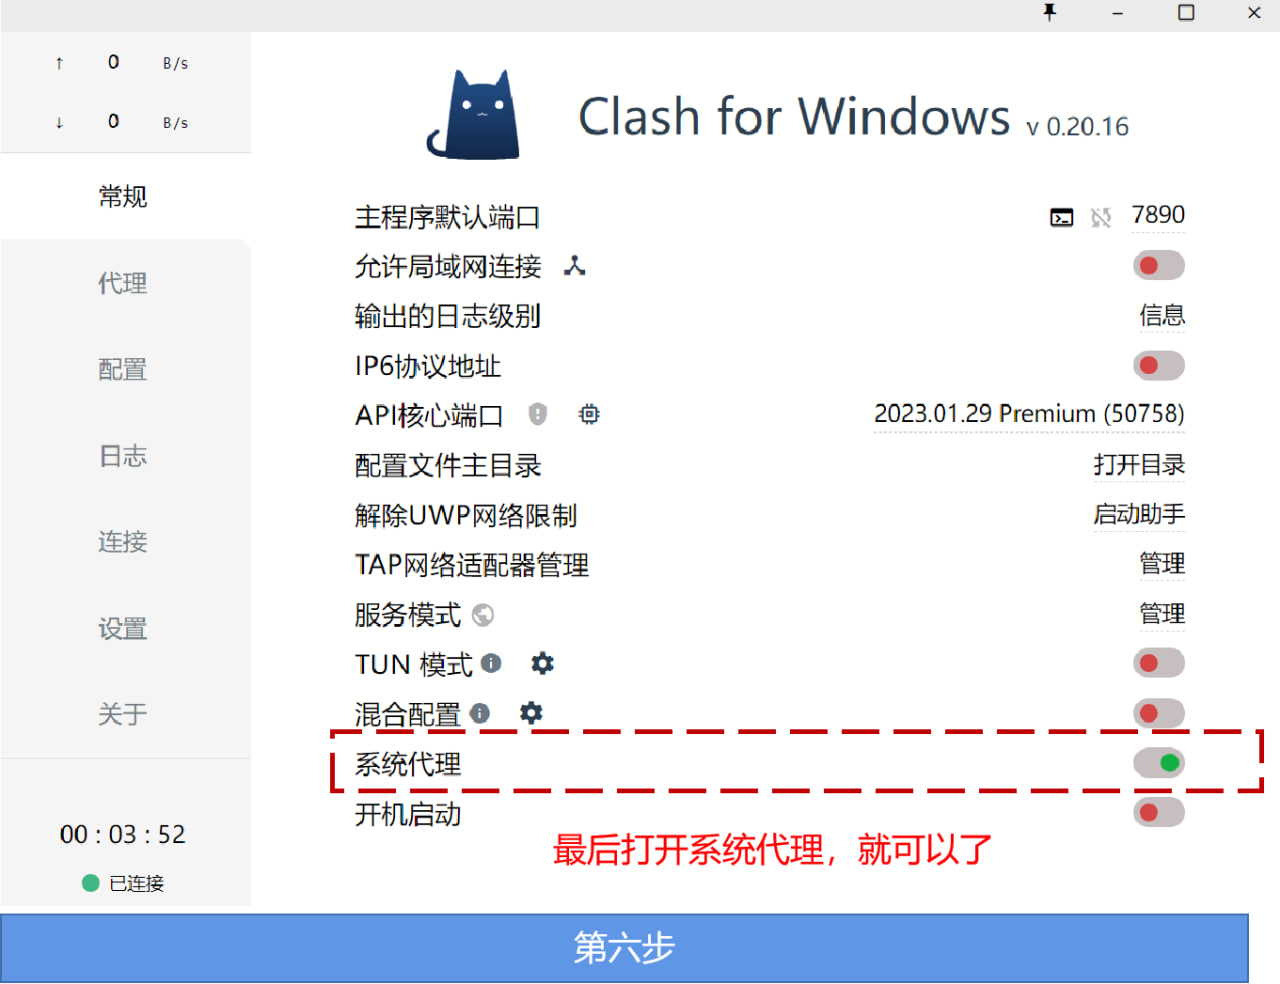 ↑ 0 B/s
↓ 0 B/s
常规
代理
配置
日志
连接
设置
关于
00 : 03 : 52
已连接
Clash for Windows v 0.20.16
主程序默认端口 7890
允许局域网连接
输出的日志级别 信息
IP6协议地址
API核心端口 2023.01.29 Premium (50758)
配置文件主目录 打开目录
解除UWP网络限制 启动助手
TAP网络适配器管理 管理
服务模式 管理
TUN 模式
混合配置
系统代理
开机启动
最后打开系统代理，就可以了
第六步